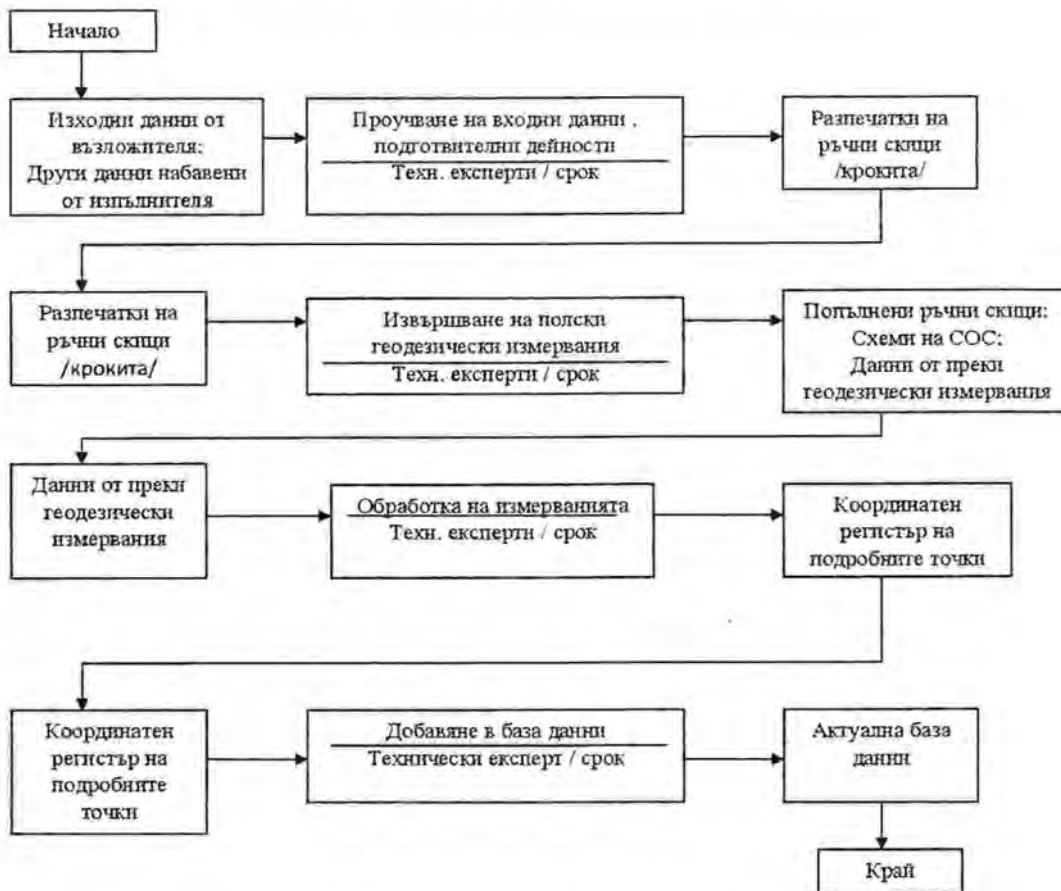 Начало
Изходни данни от
възложителя;
Други данни набавени
от изпълнителя
Проучване на входни данни ,
подготвителни дейности
Техн. експерти / срок
Разпечатки на
ръчни скици
/крокита/
Разпечатки на
ръчни скици
/крокита/
Извършване на полски
геодезически измервания
Техн. експерти / срок
Попълнени ръчни скици;
Схеми на СОС;
Данни от преки
геодезически измервания
Данни от преки
геодезически
измервания
Обработка на измерванията
Техн. експерти / срок
Координатен
регистър на
подробните точки
Координатен
регистър на
подробните
точки
Добавяне в база данни
Технически експерт / срок
Актуална база
данни
Край